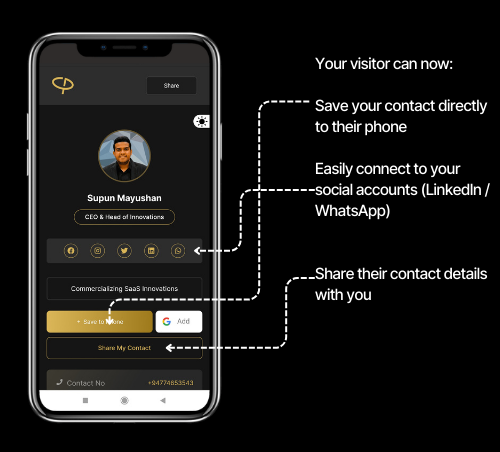 Share
Supun Mayushan
CEO & Head of Innovations
Commercializing SaaS Innovations
+ Save to Phone
Add
Share My Contact
Contact No
+94774653543
Your visitor can now:
Save your contact directly
to their phone
Easily connect to your
social accounts (LinkedIn /
WhatsApp)
Share their contact details
with you